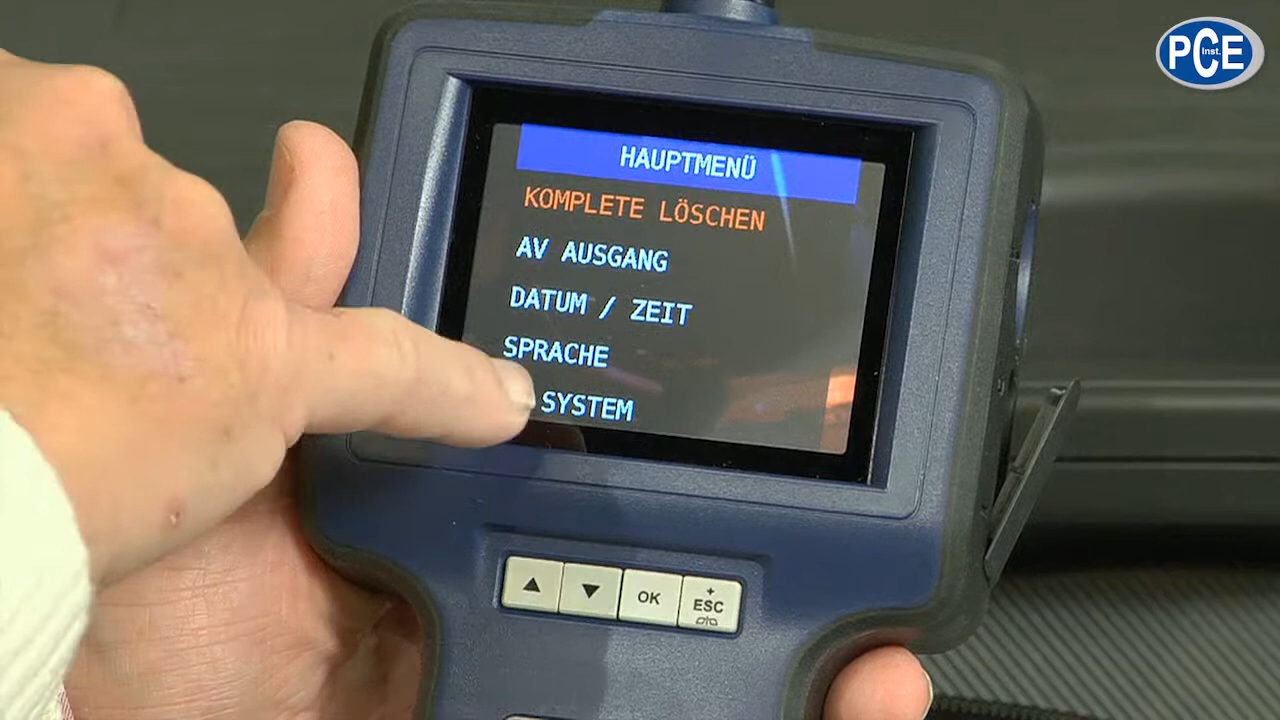 PCE
Inst.
HAUPTMENÜ
KOMPLETE LÖSCHEN
AV AUSGANG
DATUM / ZEIT
SPRACHE
SYSTEM
OK
ESC